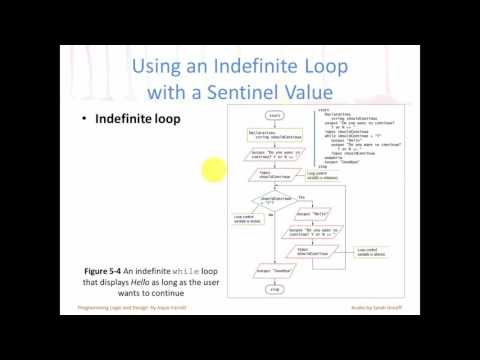 Using an Indefinite Loop
with a Sentinel Value
• Indefinite loop
start
Declarations
string shouldContinue
output "Do you want to
continue? Y or N >> "
input
shouldContinue
Loop control
variable is initialized.
shouldContinue
= "Y"?
Yes
No
Loop control
variable is tested.
output "Hello"
output "Do you want to
continue? Y or N >> "
input
shouldContinue
Loop control
variable is altered.
output "Goodbye"
stop
start
Declarations
string shouldContinue
output "Do you want to continue?
Y or N >> "
input shouldContinue
while shouldContinue = "Y"
output "Hello"
output "Do you want to continue?
Y or N >> "
input shouldContinue
endwhile
output "Goodbye"
stop
Figure 5-4 An indefinite while loop
that displays Hello as long as the user
wants to continue
Programming Logic and Design by Joyce Farrell